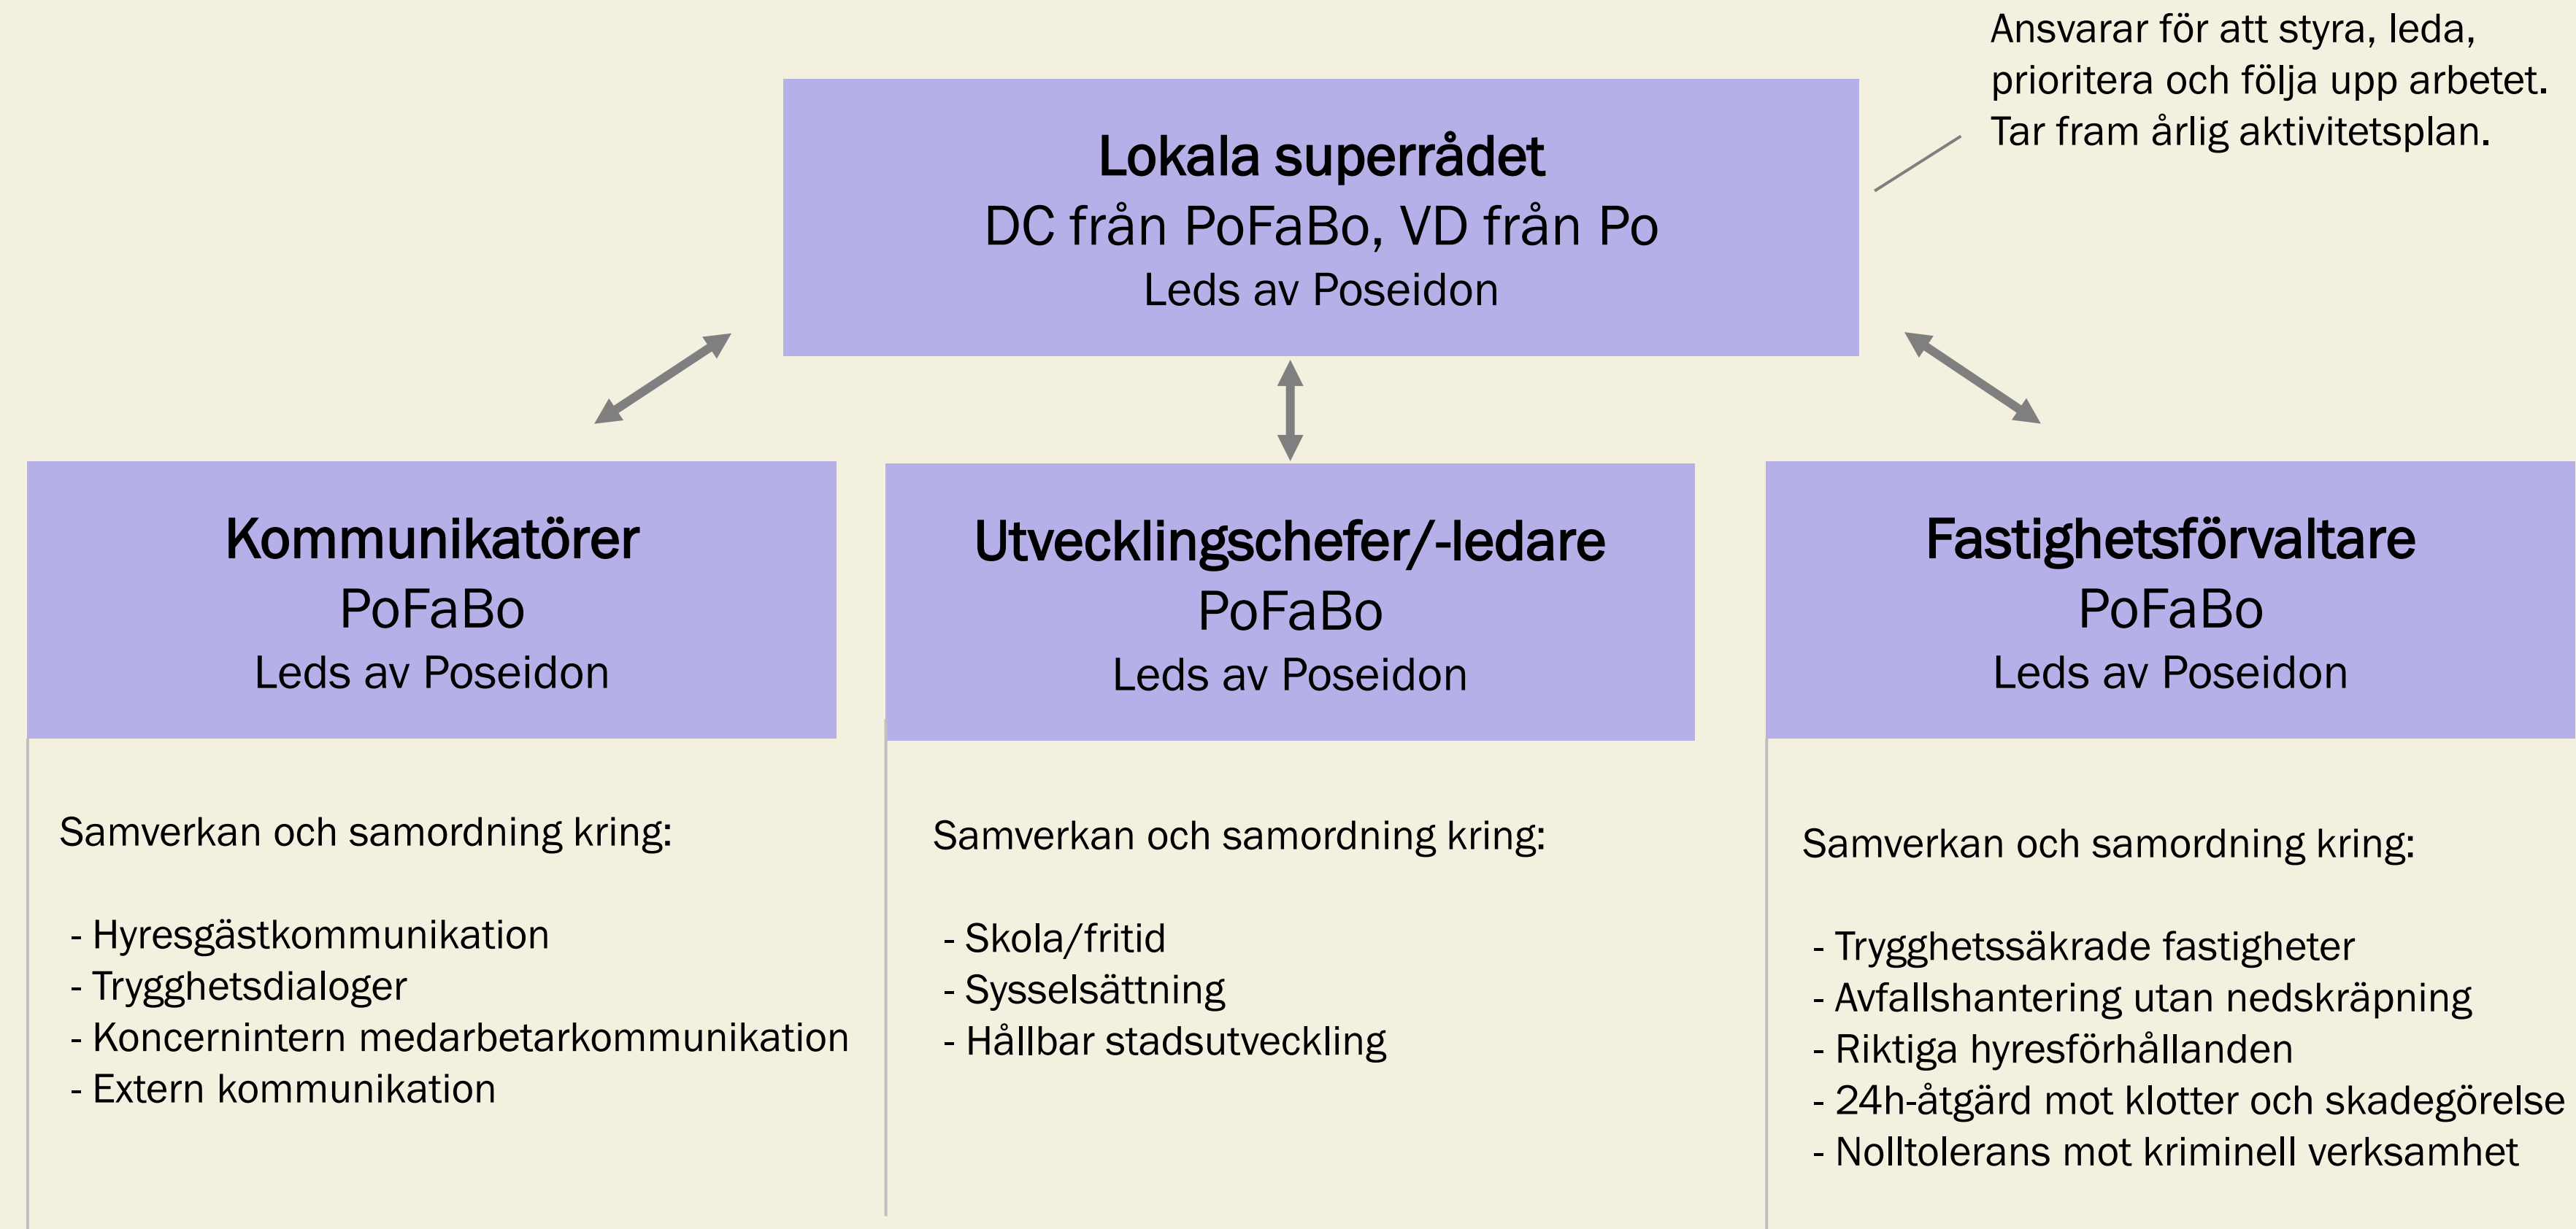 Ansvarar för att styra, leda,
prioritera och följa upp arbetet.
Tar fram årlig aktivitetsplan.
Lokala superrådet
DC från PoFaBo, VD från Po
Leds av Poseidon
Kommunikatörer
PoFaBo
Leds av Poseidon
Samverkan och samordning kring:
- Hyresgästkommunikation
- Trygghetsdialoger
- Koncernintern medarbetarkommunikation
- Extern kommunikation
Utvecklingschefer/-ledare
PoFaBo
Leds av Poseidon
Samverkan och samordning kring:
- Skola/fritid
- Sysselsättning
- Hållbar stadsutveckling
Fastighetsförvaltare
PoFaBo
Leds av Poseidon
Samverkan och samordning kring:
- Trygghetssäkrade fastigheter
- Avfallshantering utan nedskräpning
- Riktiga hyresförhållanden
- 24h-åtgärd mot klotter och skadegörelse
- Nolltolerans mot kriminell verksamhet